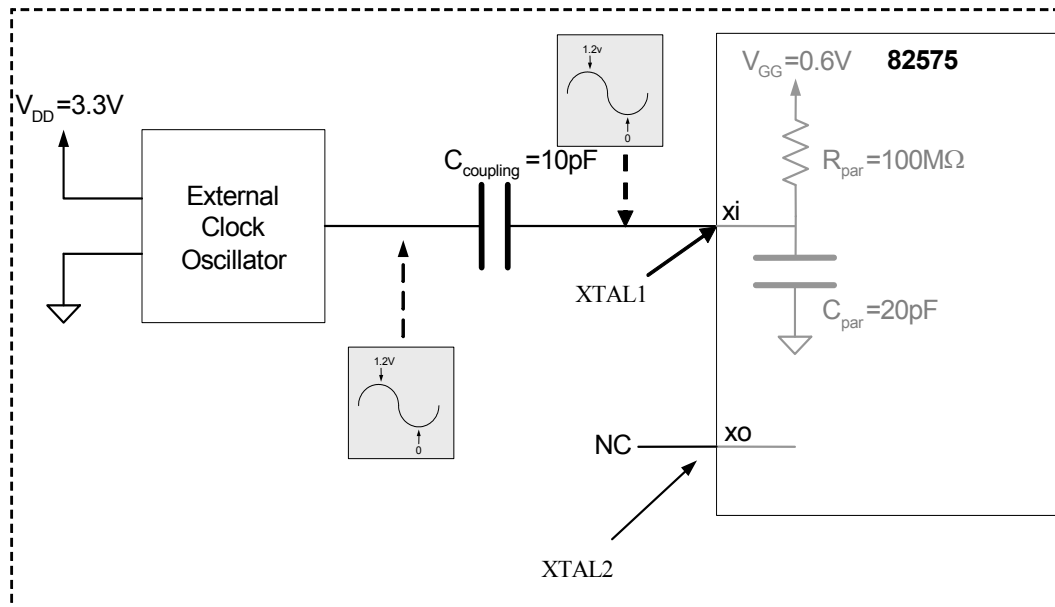 1.2v
0
V_GG=0.6V
82575
V_DD=3.3V
C_coupling=10pF
R_par=100MΩ
External
Clock
Oscillator
xi
XTAL1
C_par=20pF
1.2V
0
NC
xo
XTAL2